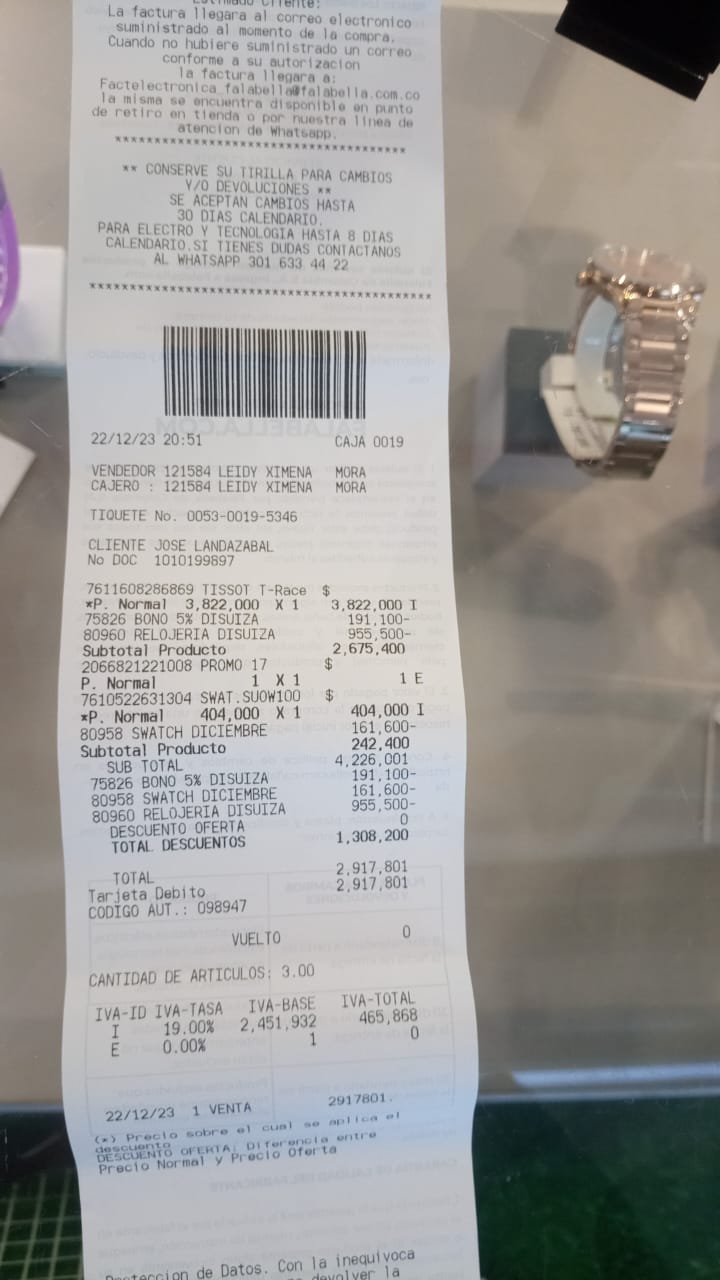 Estimado Cliente:
La factura llegara al correo electronico
suministrado al momento de la compra.
Cuando no hubiere suministrado un correo
conforme a su autorizacion
la factura llegara a:
Factelectronica_falabella@falabella.com.co
la misma se encuentra disponible en punto
de retiro en tienda o por nuestra linea de
atencion de Whatsapp.
****************************************
** CONSERVE SU TIRILLA PARA CAMBIOS
Y/O DEVOLUCIONES **
SE ACEPTAN CAMBIOS HASTA
30 DIAS CALENDARIO.
PARA ELECTRO Y TECNOLOGIA HASTA 8 DIAS
CALENDARIO.SI TIENES DUDAS CONTACTANOS
AL WHATSAPP 301 633 44 22
****************************************
22/12/23 20:51 CAJA 0019
VENDEDOR 121584 LEIDY XIMENA MORA
CAJERO : 121584 LEIDY XIMENA MORA
TIQUETE No. 0053-0019-5346
CLIENTE JOSE LANDAZABAL
No DOC 1010199897
7611608286869 TISSOT T-Race $
*P. Normal 3,822,000 X 1 3,822,000 I
75826 BONO 5% DISUIZA 191,100-
80960 RELOJERIA DISUIZA 955,500-
Subtotal Producto 2,675,400
2066821221008 PROMO 17 $
P. Normal 1 X 1 1 E
7610522631304 SWAT.SUOW100 $
*P. Normal 404,000 X 1 404,000 I
80958 SWATCH DICIEMBRE 161,600-
Subtotal Producto 242,400
SUB TOTAL 4,226,001
75826 BONO 5% DISUIZA 191,100-
80958 SWATCH DICIEMBRE 161,600-
80960 RELOJERIA DISUIZA 955,500-
DESCUENTO OFERTA 0
TOTAL DESCUENTOS 1,308,200
TOTAL 2,917,801
Tarjeta Debito 2,917,801
CODIGO AUT.: 098947
VUELTO 0
CANTIDAD DE ARTICULOS: 3.00
IVA-ID IVA-TASA IVA-BASE IVA-TOTAL
I 19.00% 2,451,932 465,868
E 0.00% 1 0
22/12/23 1 VENTA 2917801.
(*) Precio sobre el cual se aplica el
descuento
DESCUENTO OFERTA: Diferencia entre
Precio Normal y Precio Oferta
Proteccion de Datos. Con la inequivoca
devolver la